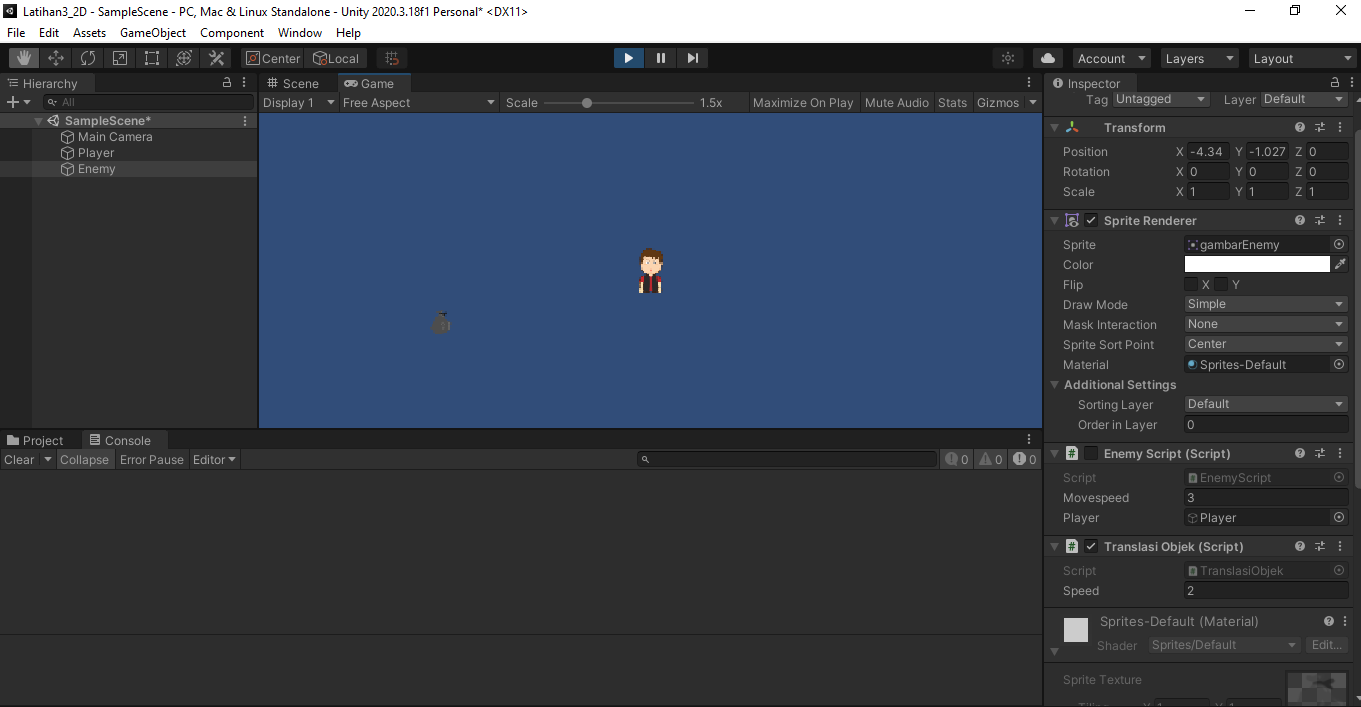 Latihan3_2D - SampleScene - PC, Mac & Linux Standalone - Unity 2020.3.18f1 Personal* <DX11>
File Edit Assets GameObject Component Window Help
Center Local Account Layers Layout
Hierarchy
All
SampleScene*
Main Camera
Player
Enemy
Scene Game
Display 1 Free Aspect Scale 1.5x Maximize On Play Mute Audio Stats Gizmos
Project Console
Clear Collapse Error Pause Editor 0 0 0
Inspector
Tag Untagged Layer Default
Transform
Position X -4.34 Y -1.027 Z 0
Rotation X 0 Y 0 Z 0
Scale X 1 Y 1 Z 1
Sprite Renderer
Sprite gambarEnemy
Color
Flip X Y
Draw Mode Simple
Mask Interaction None
Sprite Sort Point Center
Material Sprites-Default
Additional Settings
Sorting Layer Default
Order in Layer 0
# Enemy Script (Script)
Script EnemyScript
Movespeed 3
Player Player
# Translasi Objek (Script)
Script TranslasiObjek
Speed 2
Sprites-Default (Material)
Shader Sprites/Default Edit...
Sprite Texture